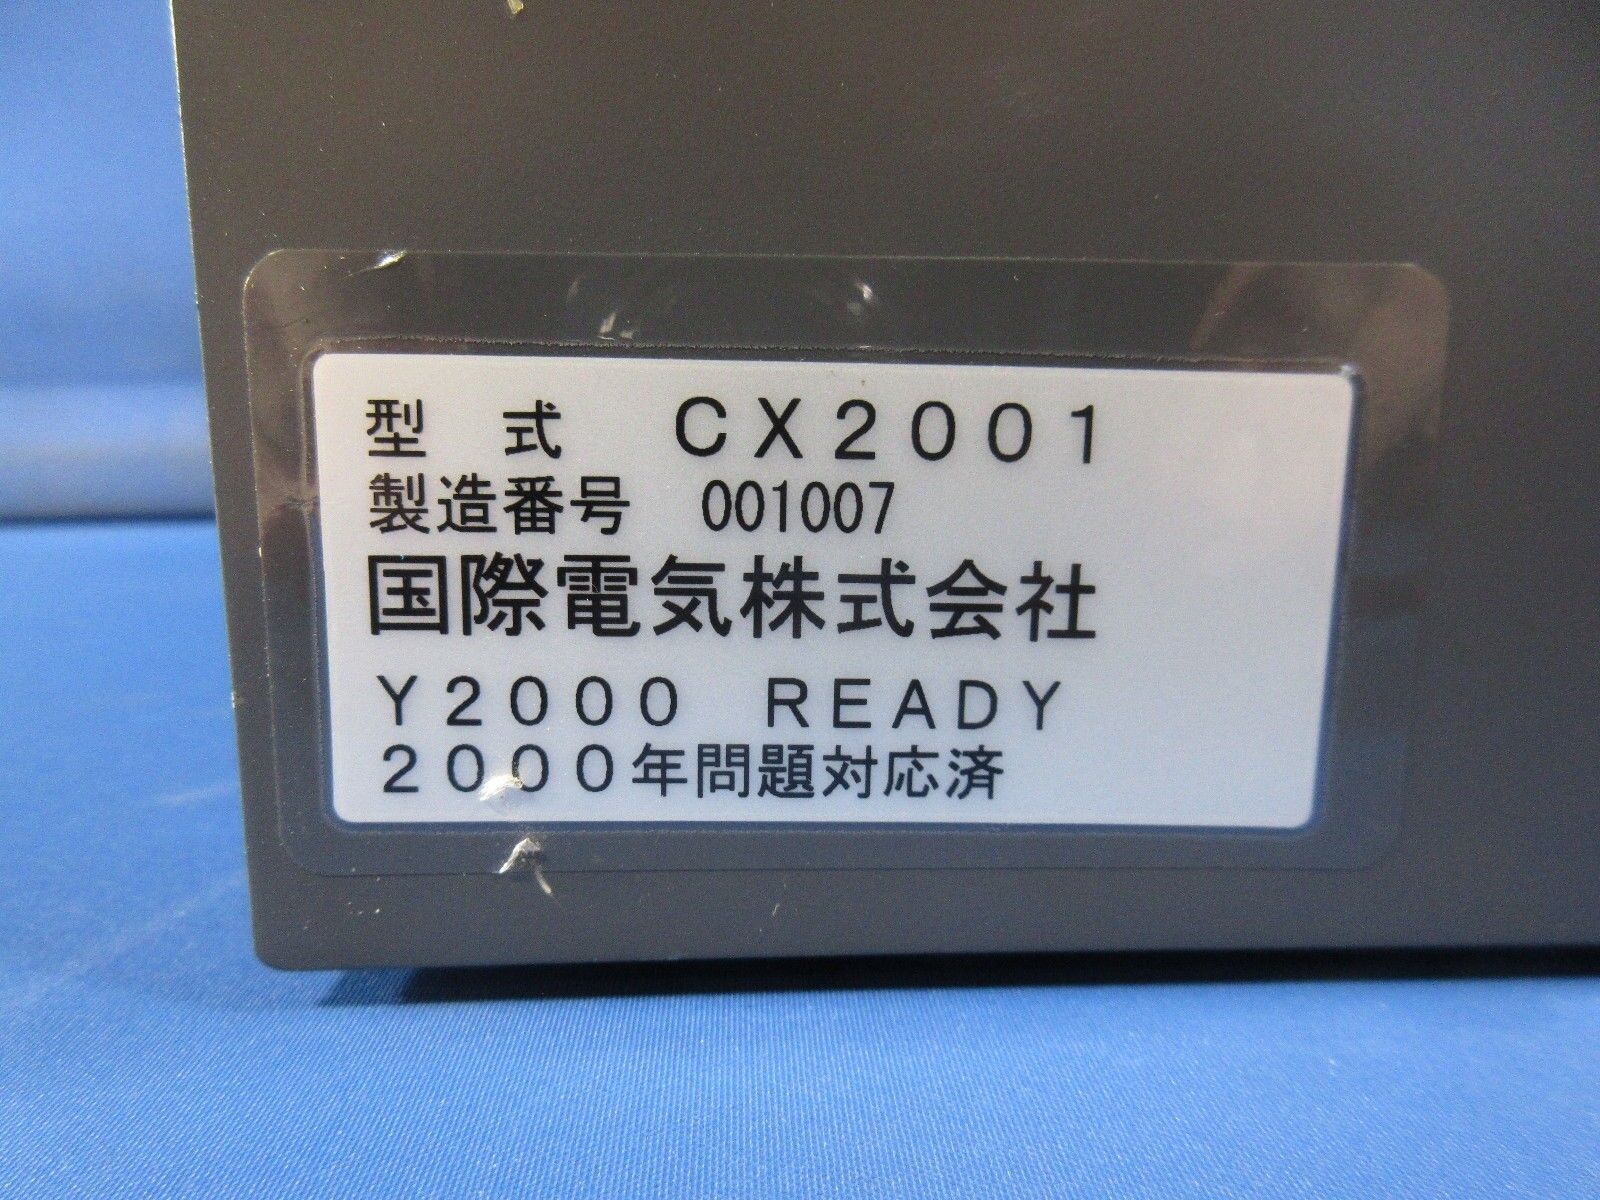 型　式　ＣＸ２００１
製造番号　001007
国際電気株式会社
Ｙ２０００　ＲＥＡＤＹ
２０００年問題対応済